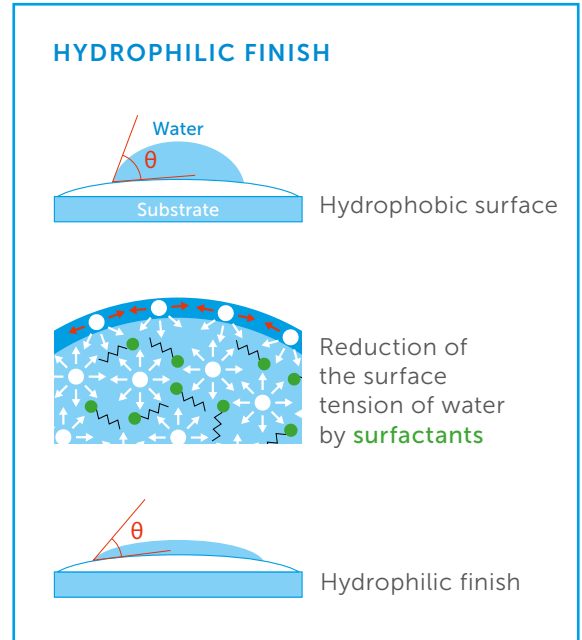 HYDROPHILIC FINISH
Water
θ
Substrate
Hydrophobic surface
Reduction of
the surface
tension of water
by surfactants
θ
Hydrophilic finish